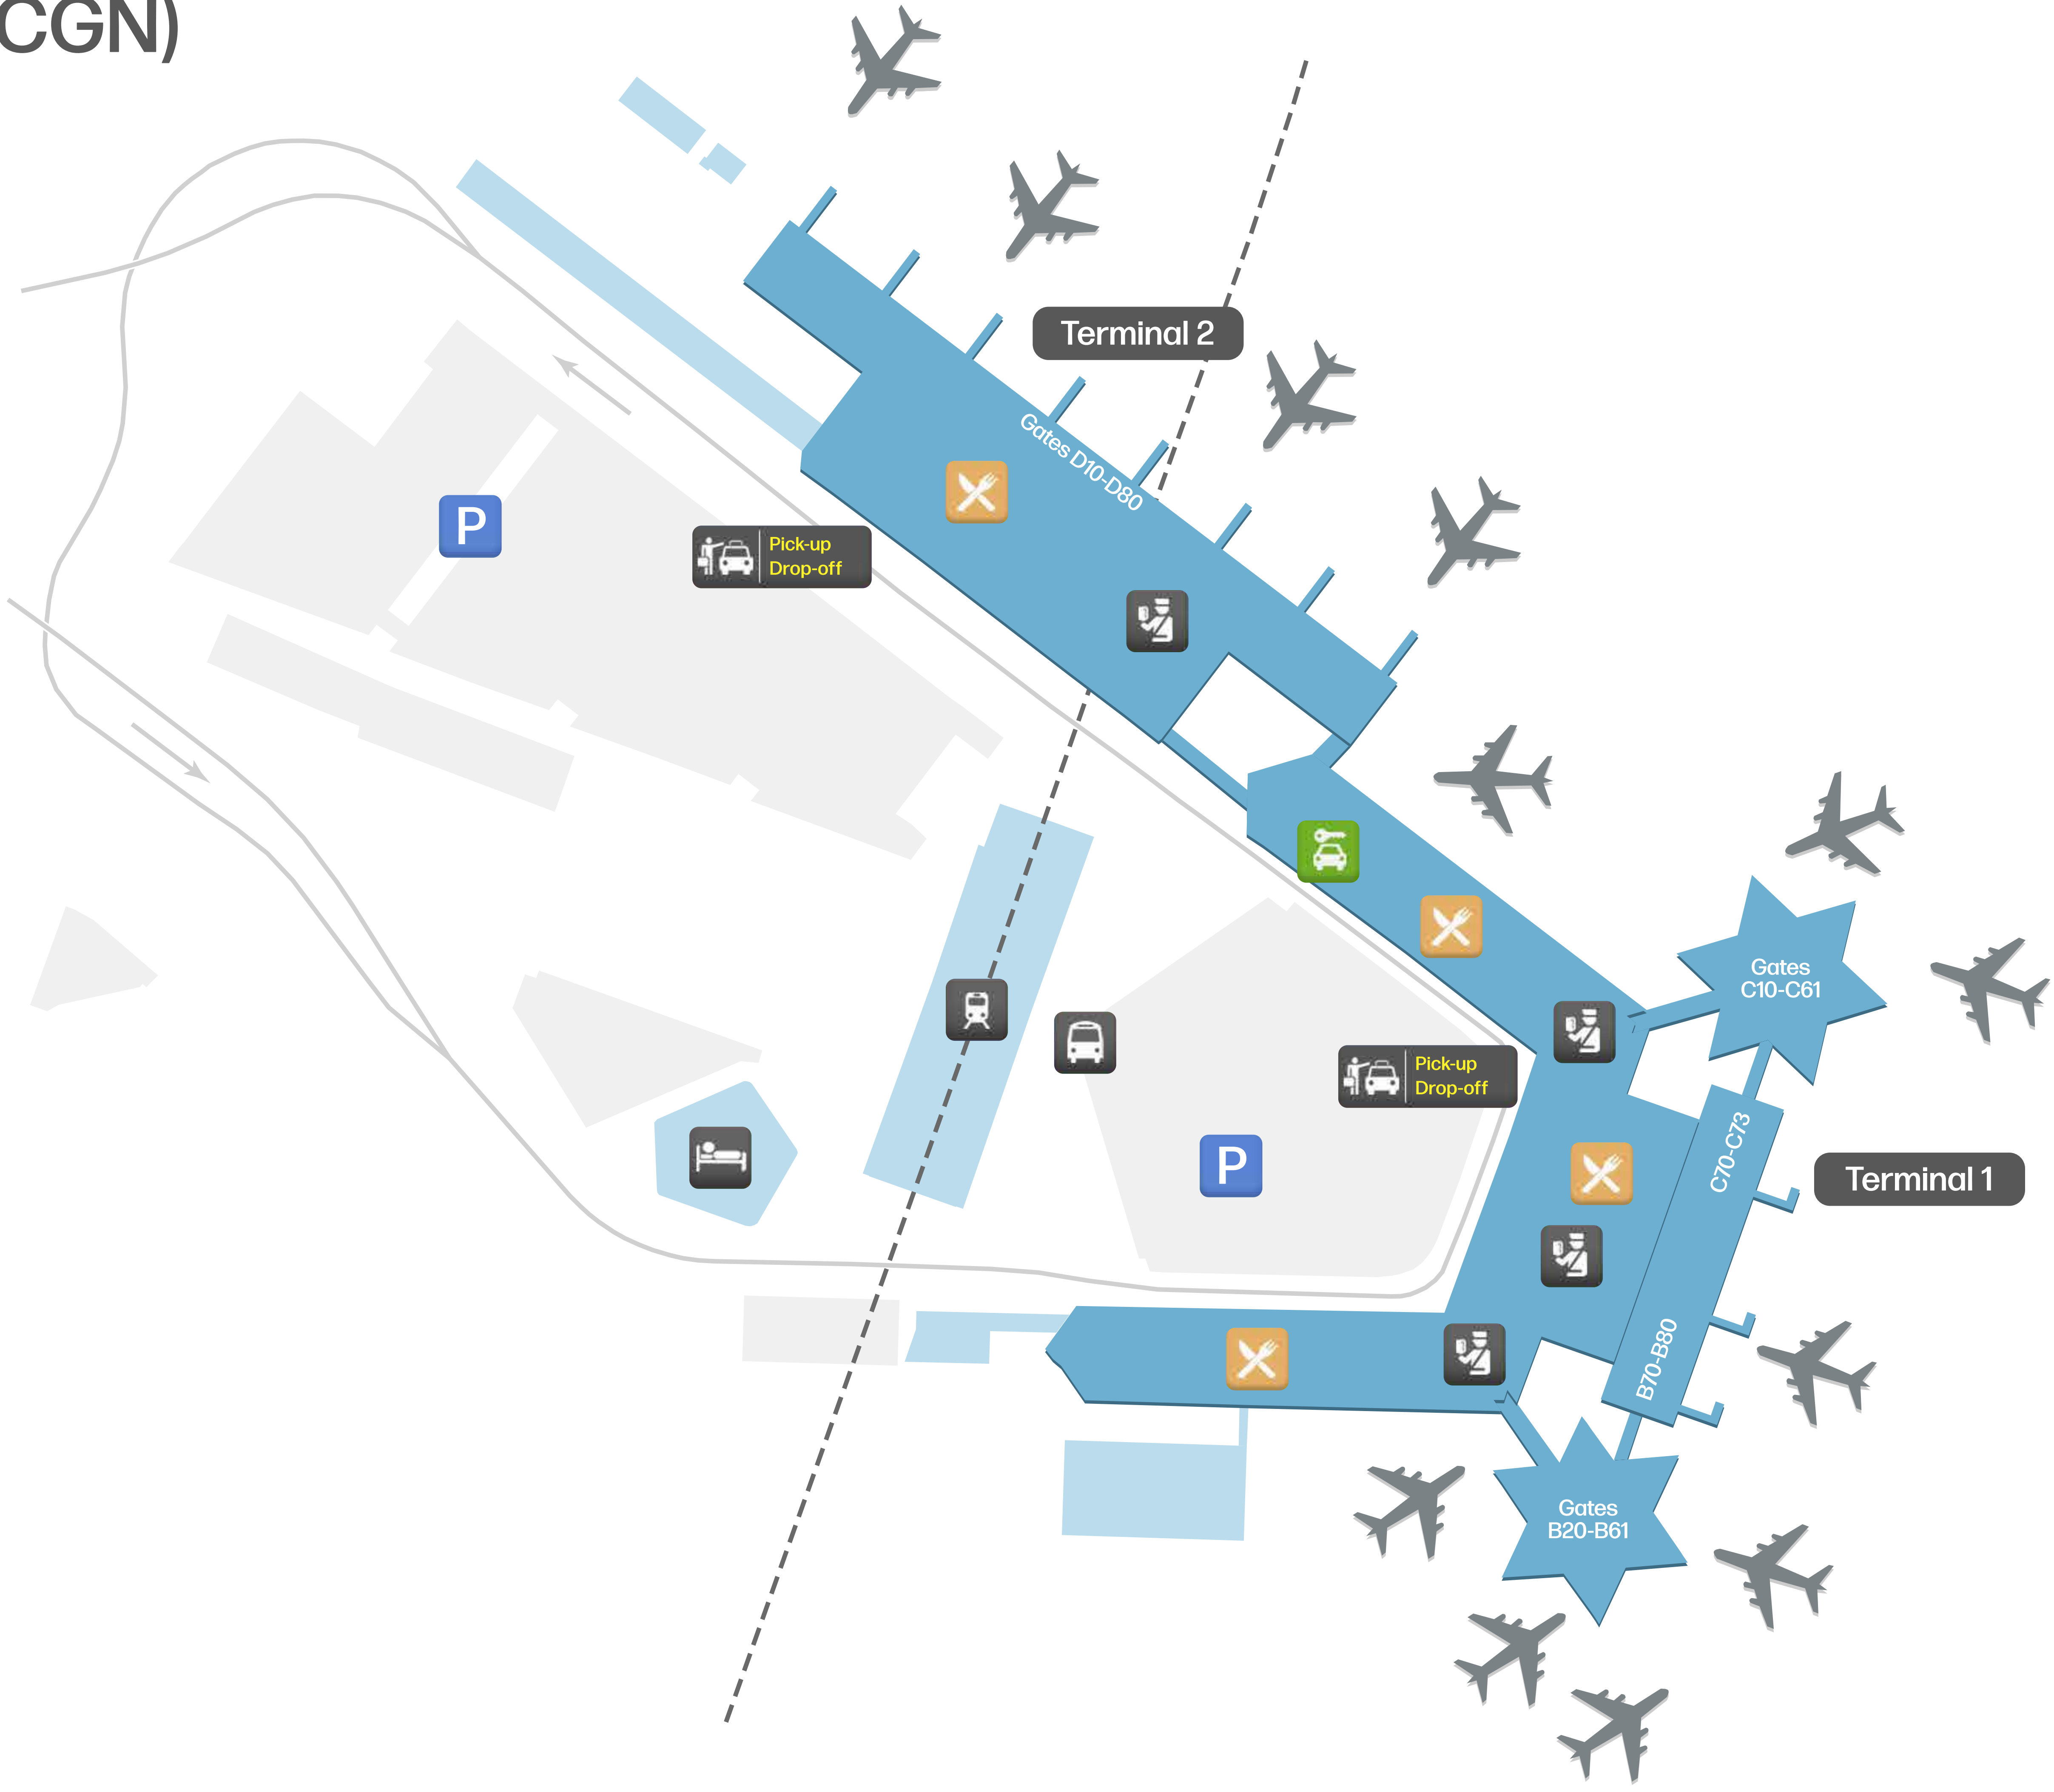 CGN)
Terminal 2
Gates D10-D80
P
Pick-up
Drop-off
Gates
C10-C61
Pick-up
Drop-off
C70-C73
P
Terminal 1
B70-B80
Gates
B20-B61